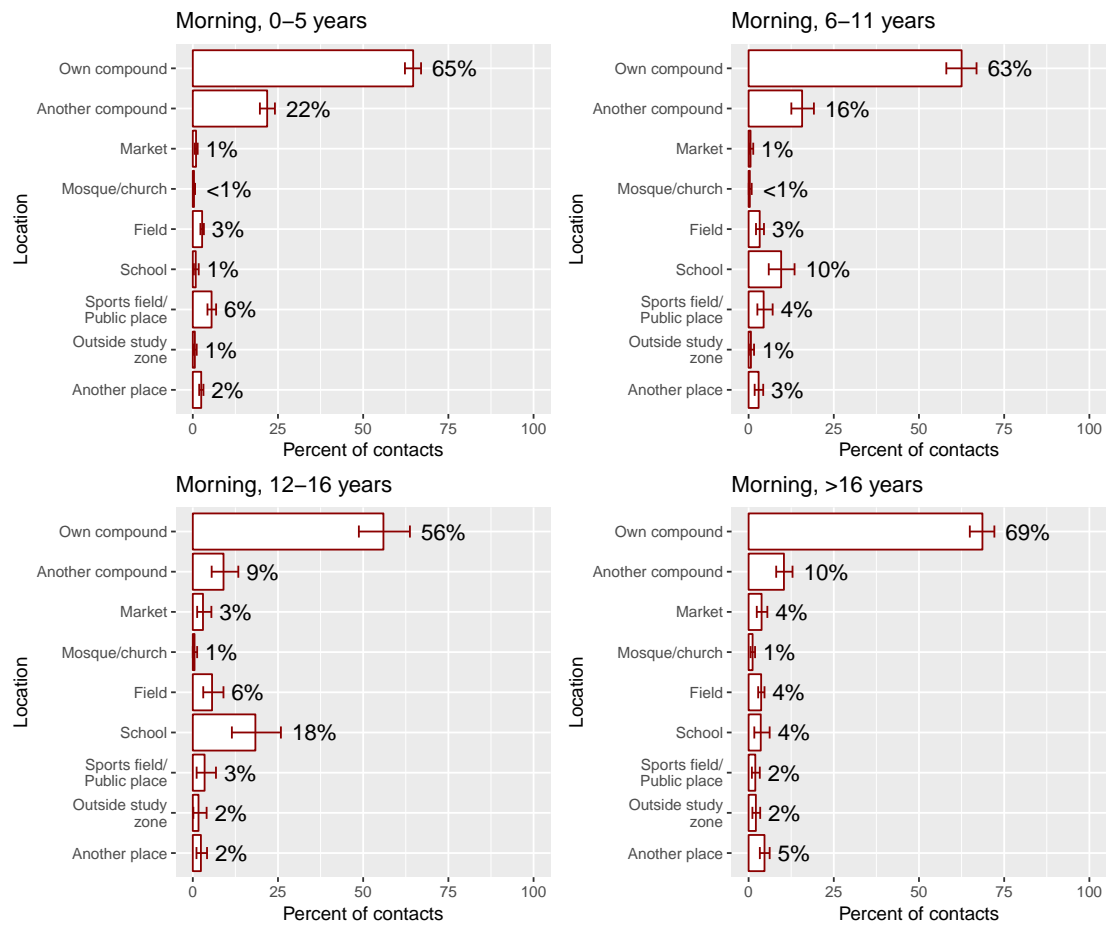 Morning, 0−5 years
Location
Own compound
65%
Another compound
22%
Market
1%
Mosque/church
<1%
Field
3%
School
1%
Sports field/
Public place
6%
Outside study
zone
1%
Another place
2%
0 25 50 75 100
Percent of contacts
Morning, 6−11 years
Location
Own compound
63%
Another compound
16%
Market
1%
Mosque/church
<1%
Field
3%
School
10%
Sports field/
Public place
4%
Outside study
zone
1%
Another place
3%
0 25 50 75 100
Percent of contacts
Morning, 12−16 years
Location
Own compound
56%
Another compound
9%
Market
3%
Mosque/church
1%
Field
6%
School
18%
Sports field/
Public place
3%
Outside study
zone
2%
Another place
2%
0 25 50 75 100
Percent of contacts
Morning, >16 years
Location
Own compound
69%
Another compound
10%
Market
4%
Mosque/church
1%
Field
4%
School
4%
Sports field/
Public place
2%
Outside study
zone
2%
Another place
5%
0 25 50 75 100
Percent of contacts